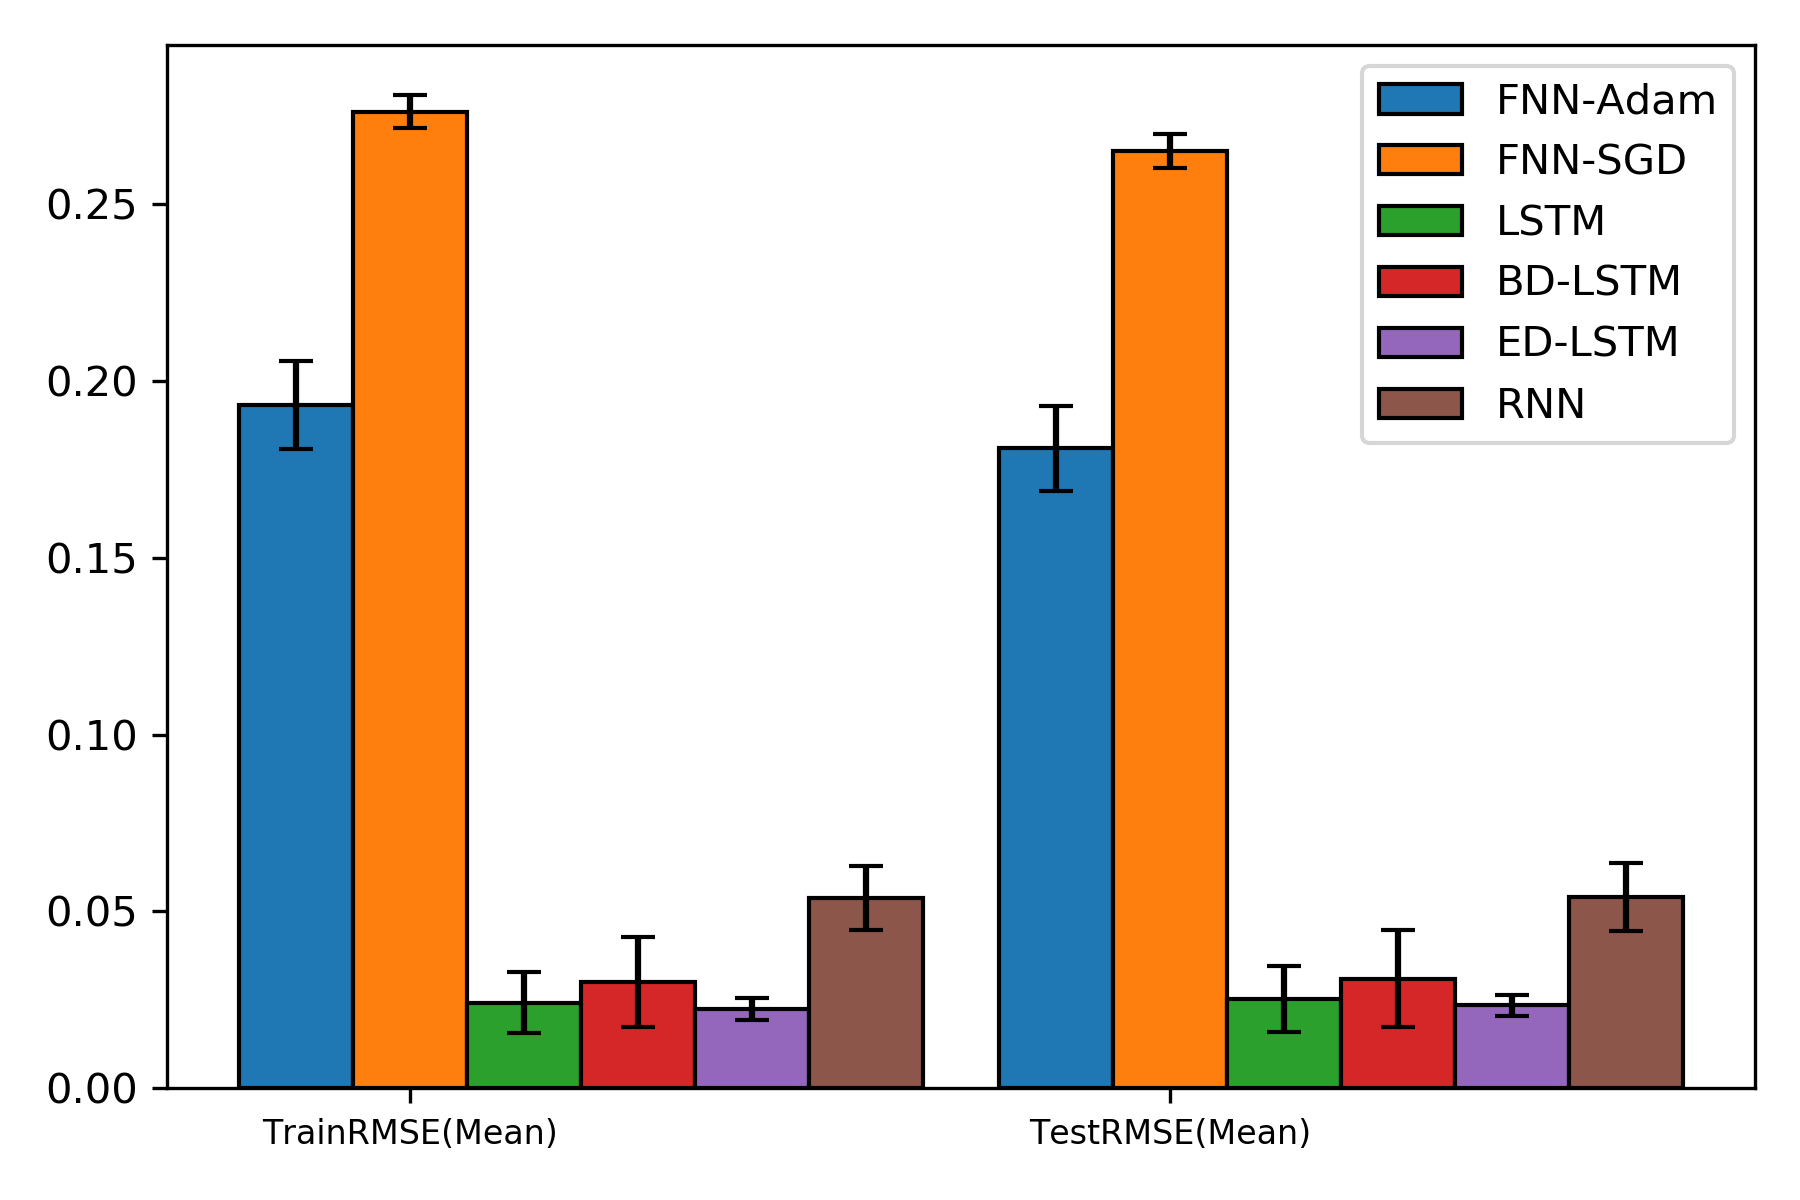 0.25
0.20
0.15
0.10
0.05
0.00
TrainRMSE(Mean)
TestRMSE(Mean)
FNN-Adam
FNN-SGD
LSTM
BD-LSTM
ED-LSTM
RNN